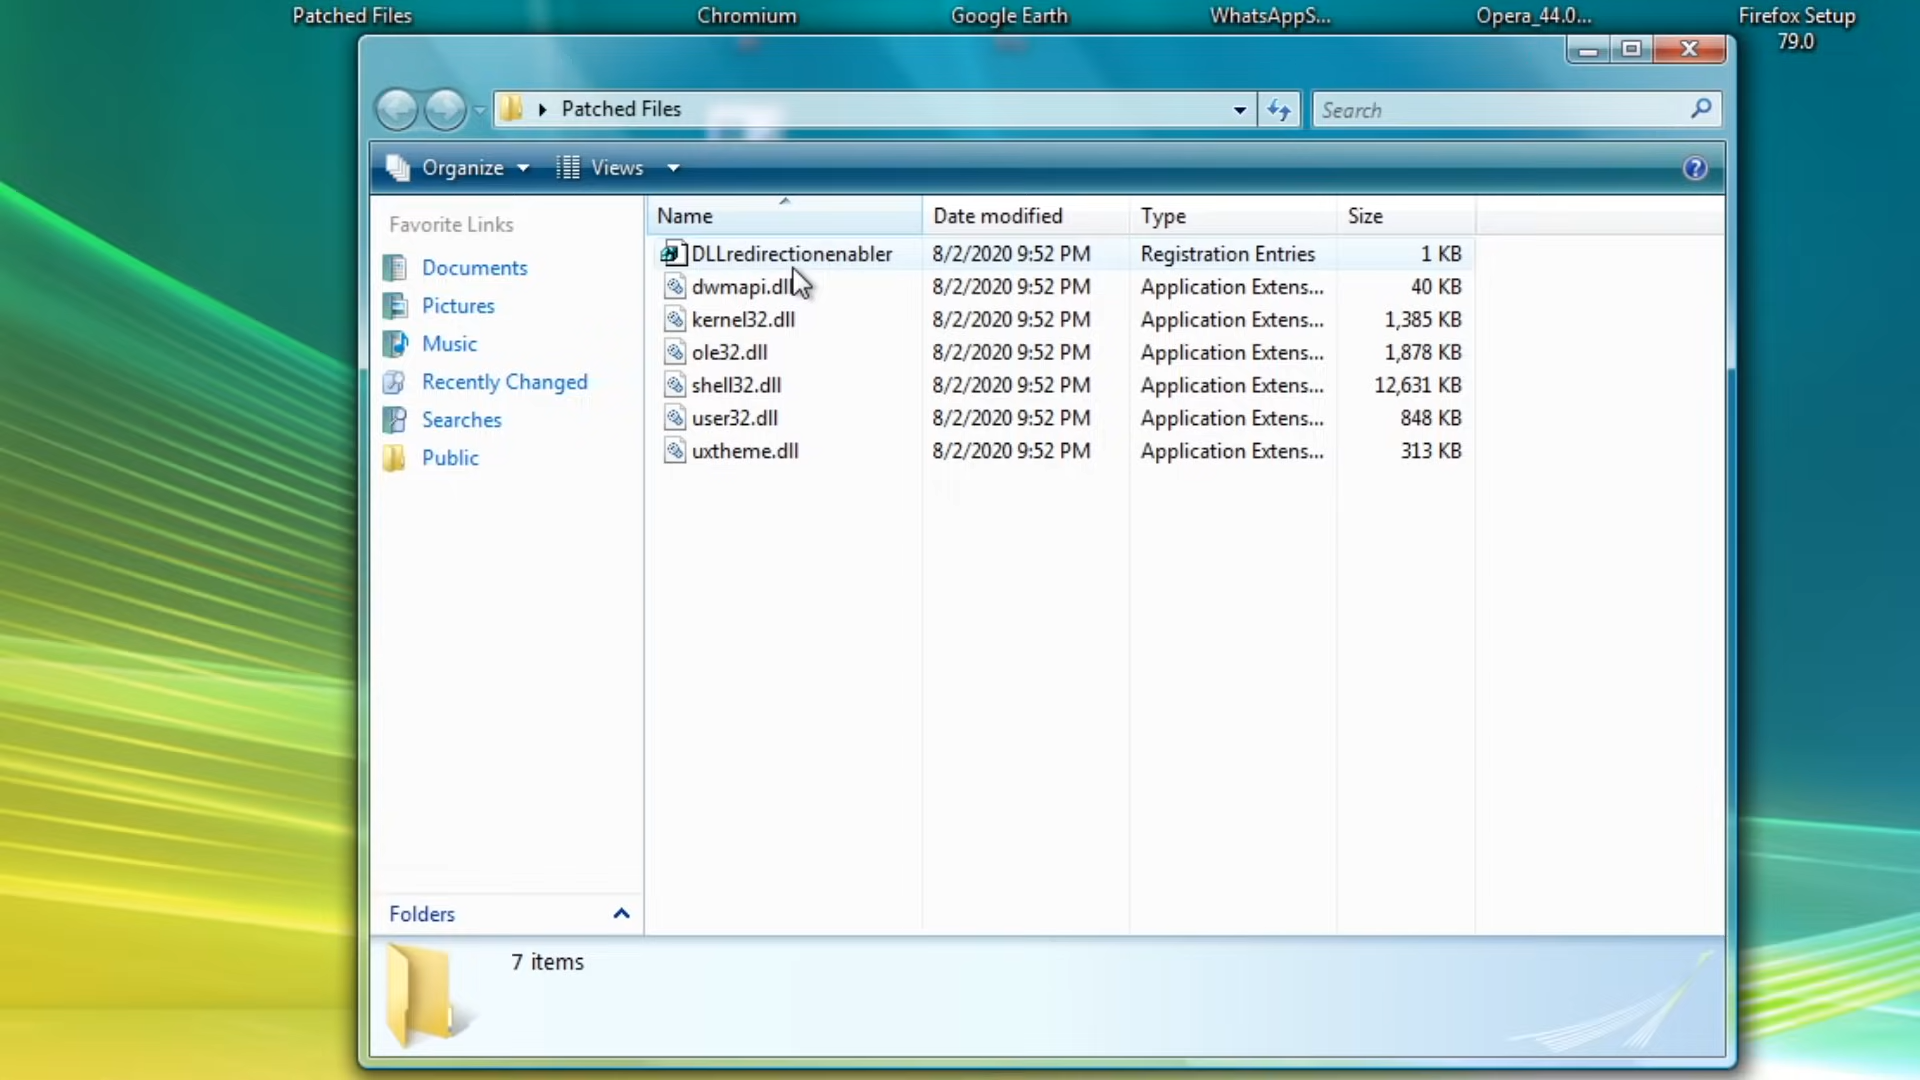 Patched Files
Chromium
Google Earth
WhatsAppS...
Opera_44.0...
Firefox Setup
79.0
Patched Files
Search
Organize
Views
?
Favorite Links
Documents
Pictures
Music
Recently Changed
Searches
Public
Folders
Name Date modified Type Size
DLLredirectionenabler 8/2/2020 9:52 PM Registration Entries 1 KB
dwmapi.dll 8/2/2020 9:52 PM Application Extens... 40 KB
kernel32.dll 8/2/2020 9:52 PM Application Extens... 1,385 KB
ole32.dll 8/2/2020 9:52 PM Application Extens... 1,878 KB
shell32.dll 8/2/2020 9:52 PM Application Extens... 12,631 KB
user32.dll 8/2/2020 9:52 PM Application Extens... 848 KB
uxtheme.dll 8/2/2020 9:52 PM Application Extens... 313 KB
7 items